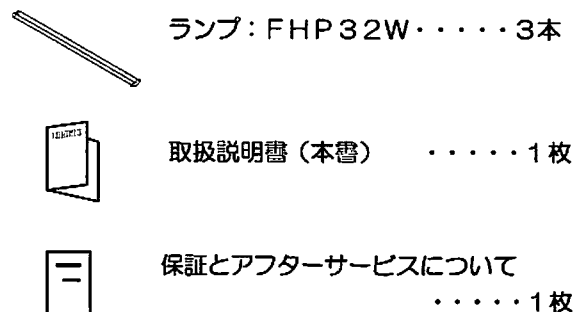 ランプ：ＦＨＰ３２Ｗ・・・・・３本
取扱説明書（本書）　・・・・・１枚
保証とアフターサービスについて
・・・・・１枚